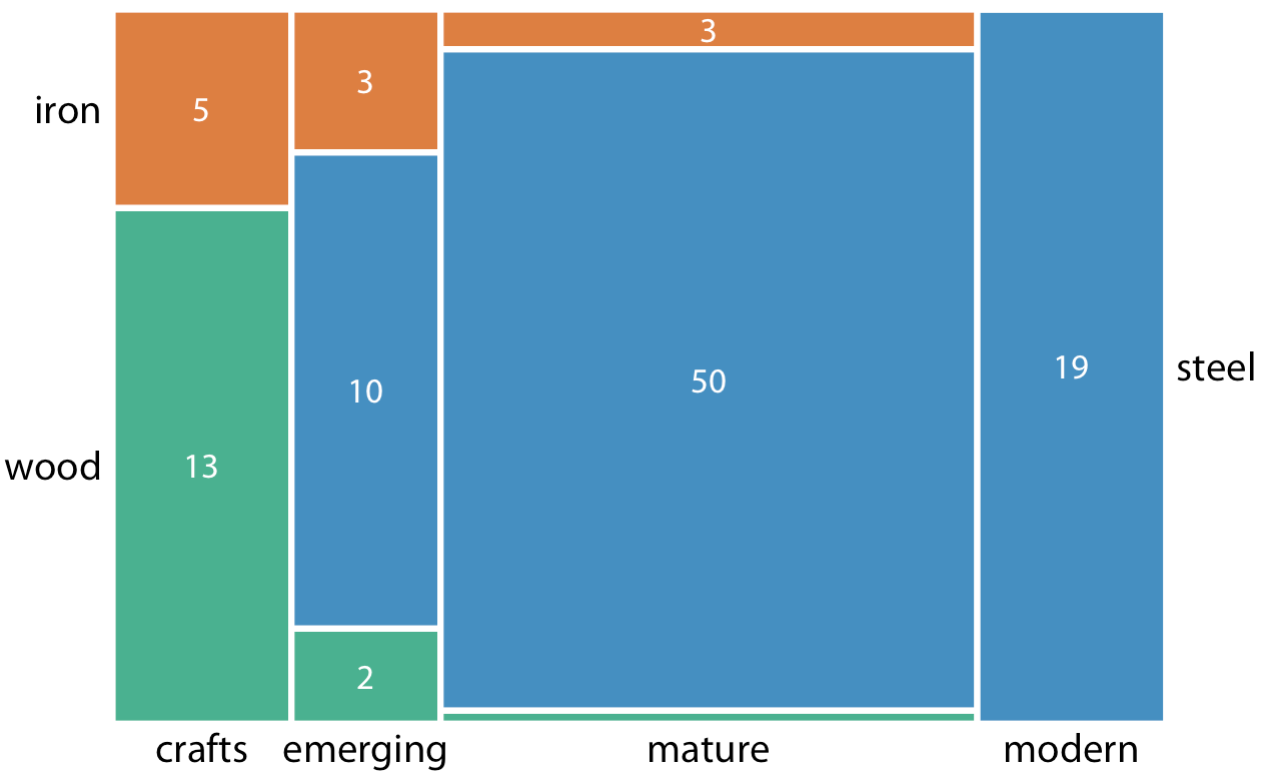 3
3
iron
5
steel
19
50
10
wood
13
2
crafts
emerging
mature
modern